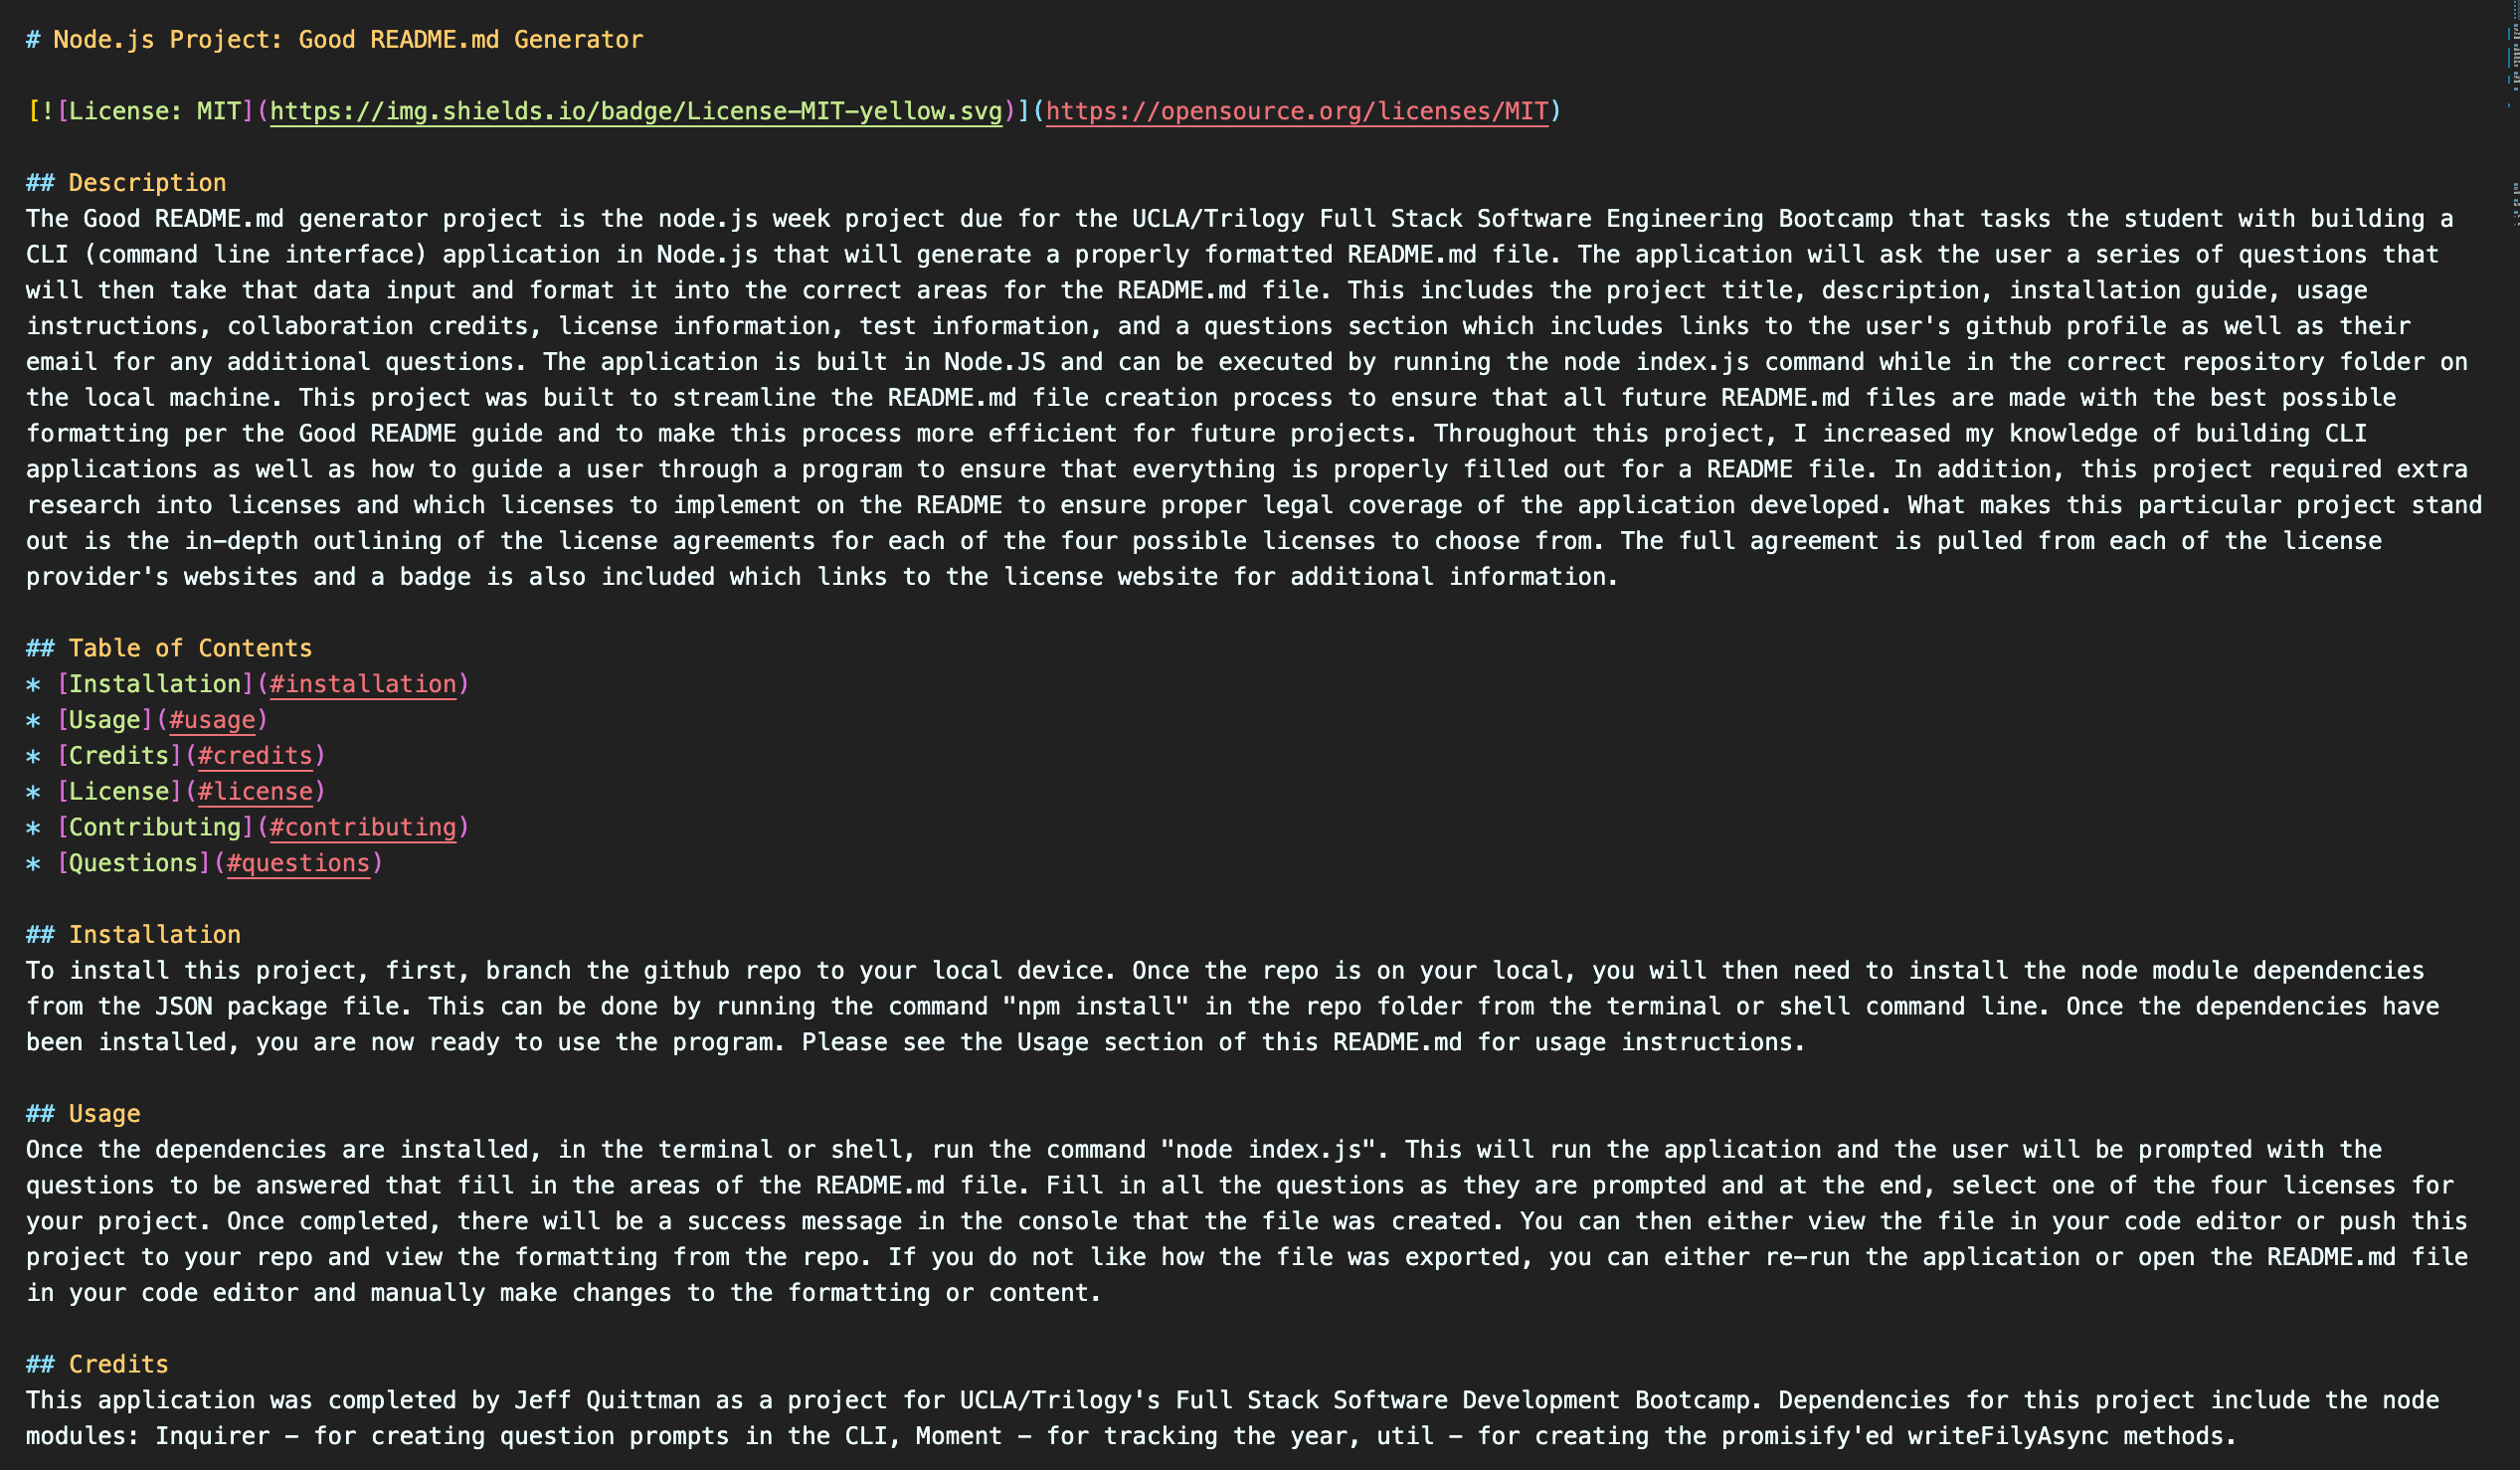 # Node.js Project: Good README.md Generator
[![License: MIT](https://img.shields.io/badge/License-MIT-yellow.svg)](https://opensource.org/licenses/MIT)
## Description
The Good README.md generator project is the node.js week project due for the UCLA/Trilogy Full Stack Software Engineering Bootcamp that tasks the student with building a
CLI (command line interface) application in Node.js that will generate a properly formatted README.md file. The application will ask the user a series of questions that
will then take that data input and format it into the correct areas for the README.md file. This includes the project title, description, installation guide, usage
instructions, collaboration credits, license information, test information, and a questions section which includes links to the user's github profile as well as their
email for any additional questions. The application is built in Node.JS and can be executed by running the node index.js command while in the correct repository folder on
the local machine. This project was built to streamline the README.md file creation process to ensure that all future README.md files are made with the best possible
formatting per the Good README guide and to make this process more efficient for future projects. Throughout this project, I increased my knowledge of building CLI
applications as well as how to guide a user through a program to ensure that everything is properly filled out for a README file. In addition, this project required extra
research into licenses and which licenses to implement on the README to ensure proper legal coverage of the application developed. What makes this particular project stand
out is the in-depth outlining of the license agreements for each of the four possible licenses to choose from. The full agreement is pulled from each of the license
provider's websites and a badge is also included which links to the license website for additional information.
## Table of Contents
* [Installation](#installation)
* [Usage](#usage)
* [Credits](#credits)
* [License](#license)
* [Contributing](#contributing)
* [Questions](#questions)
## Installation
To install this project, first, branch the github repo to your local device. Once the repo is on your local, you will then need to install the node module dependencies
from the JSON package file. This can be done by running the command "npm install" in the repo folder from the terminal or shell command line. Once the dependencies have
been installed, you are now ready to use the program. Please see the Usage section of this README.md for usage instructions.
## Usage
Once the dependencies are installed, in the terminal or shell, run the command "node index.js". This will run the application and the user will be prompted with the
questions to be answered that fill in the areas of the README.md file. Fill in all the questions as they are prompted and at the end, select one of the four licenses for
your project. Once completed, there will be a success message in the console that the file was created. You can then either view the file in your code editor or push this
project to your repo and view the formatting from the repo. If you do not like how the file was exported, you can either re-run the application or open the README.md file
in your code editor and manually make changes to the formatting or content.
## Credits
This application was completed by Jeff Quittman as a project for UCLA/Trilogy's Full Stack Software Development Bootcamp. Dependencies for this project include the node
modules: Inquirer - for creating question prompts in the CLI, Moment - for tracking the year, util - for creating the promisify'ed writeFilyAsync methods.